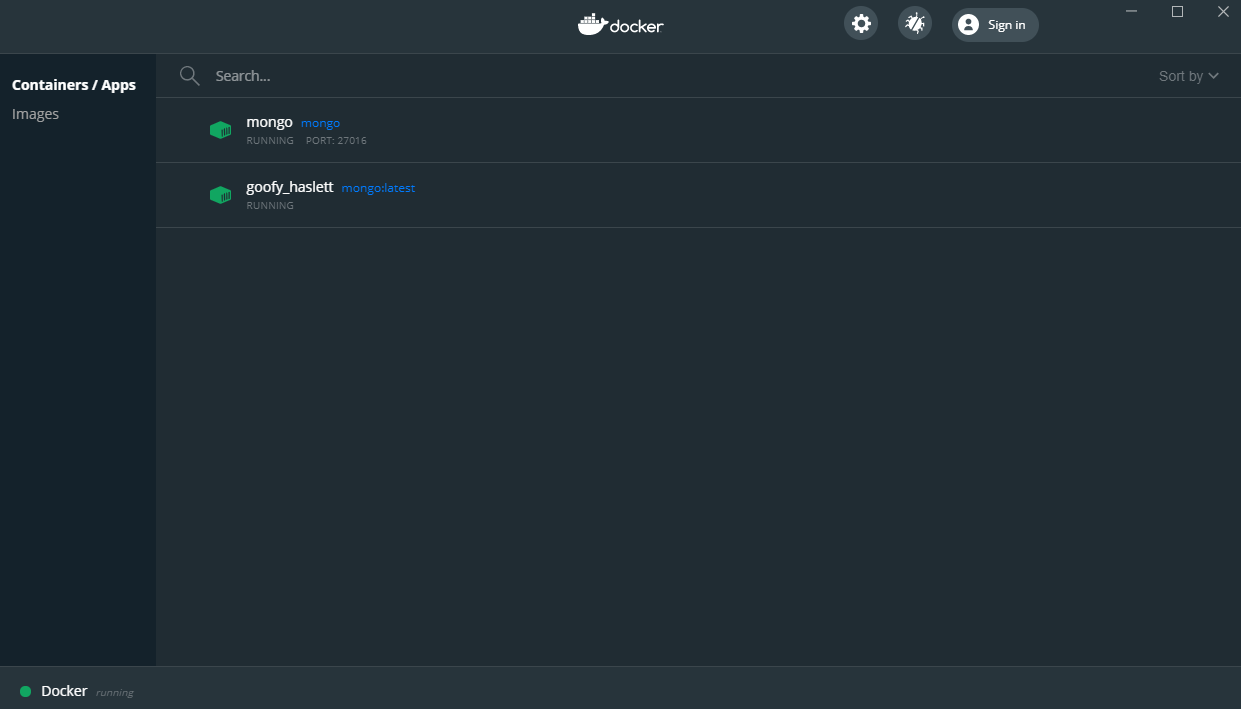 docker
Sign in
Containers / Apps
Images
Search...
Sort by
mongo mongo
RUNNING PORT: 27016
goofy_haslett mongo:latest
RUNNING
Docker running